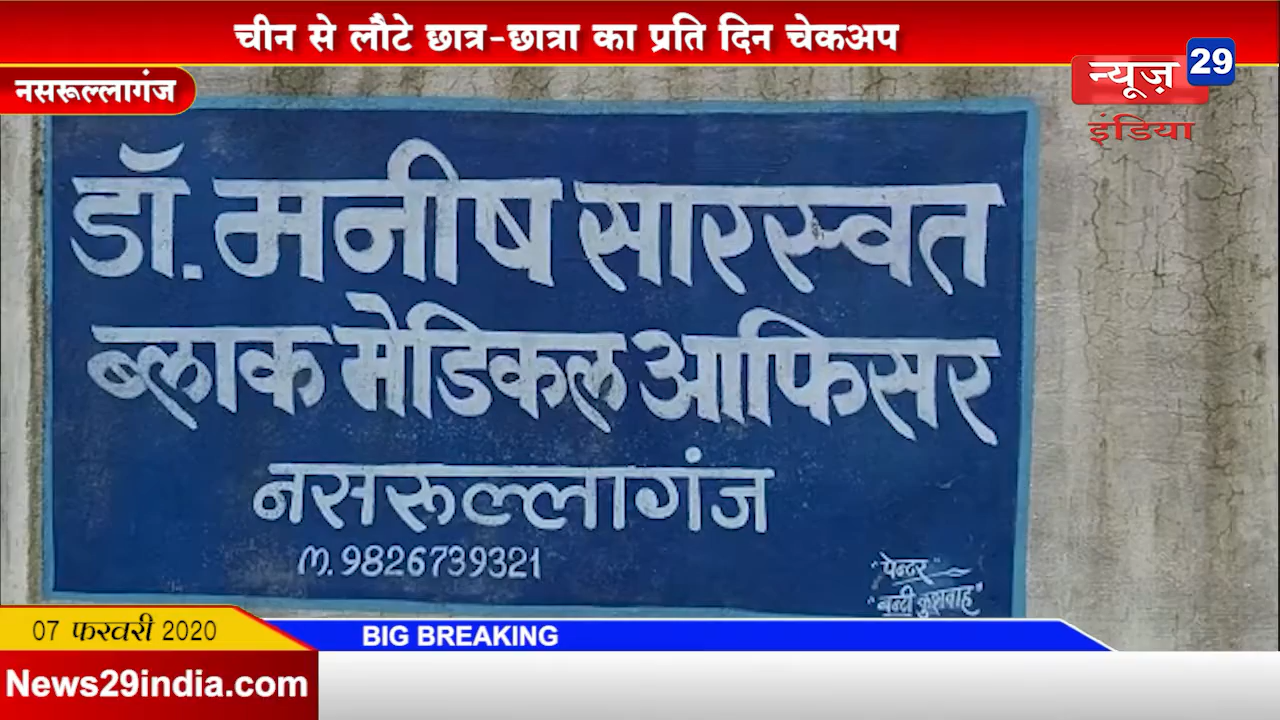 चीन से लौटे छात्र-छात्रा का प्रति दिन चेकअप
नसरूल्लागंज
न्यूज़ 29
इंडिया
डॉ. मनीष सारस्वत
ब्लाक मेडिकल आफिसर
नसरूल्लागंज
м. 9826739321
"पेन्टर"
कुशवाह"
07 फरवरी 2020
BIG BREAKING
News29india.com